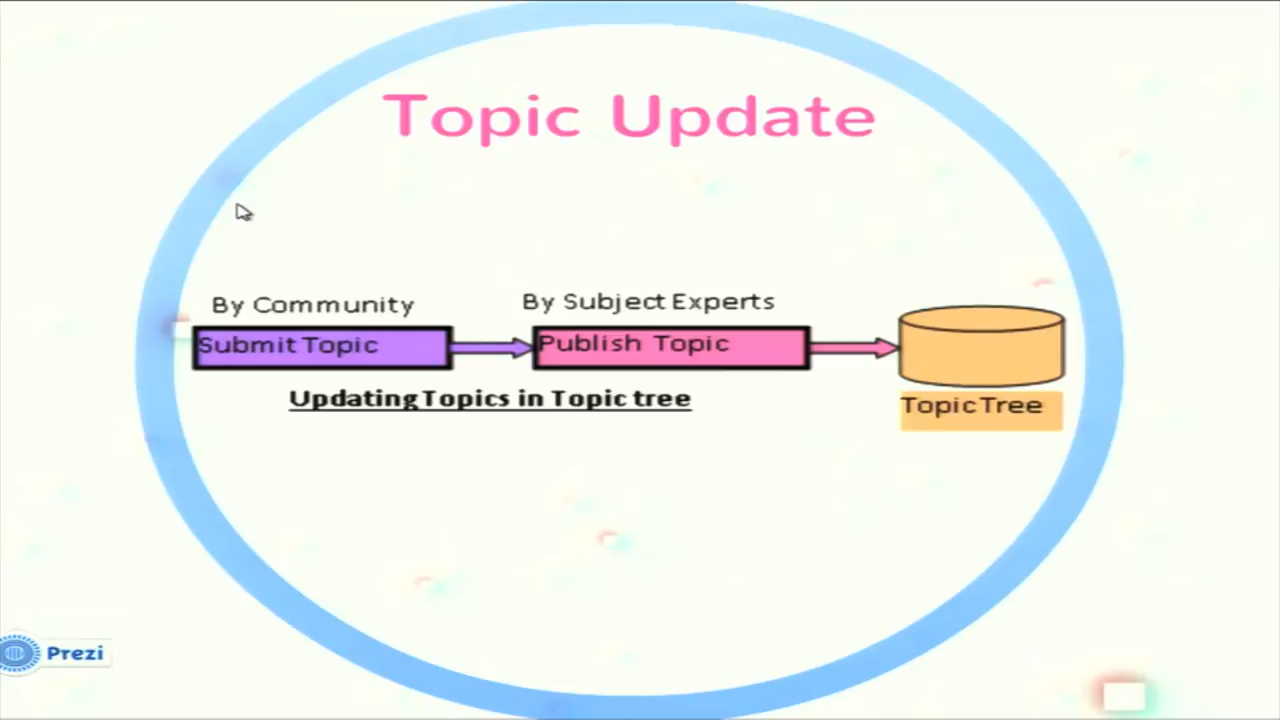 Topic Update
By Community
By Subject Experts
Submit Topic
Publish Topic
Updating Topics in Topic tree
Topic Tree
Prezi